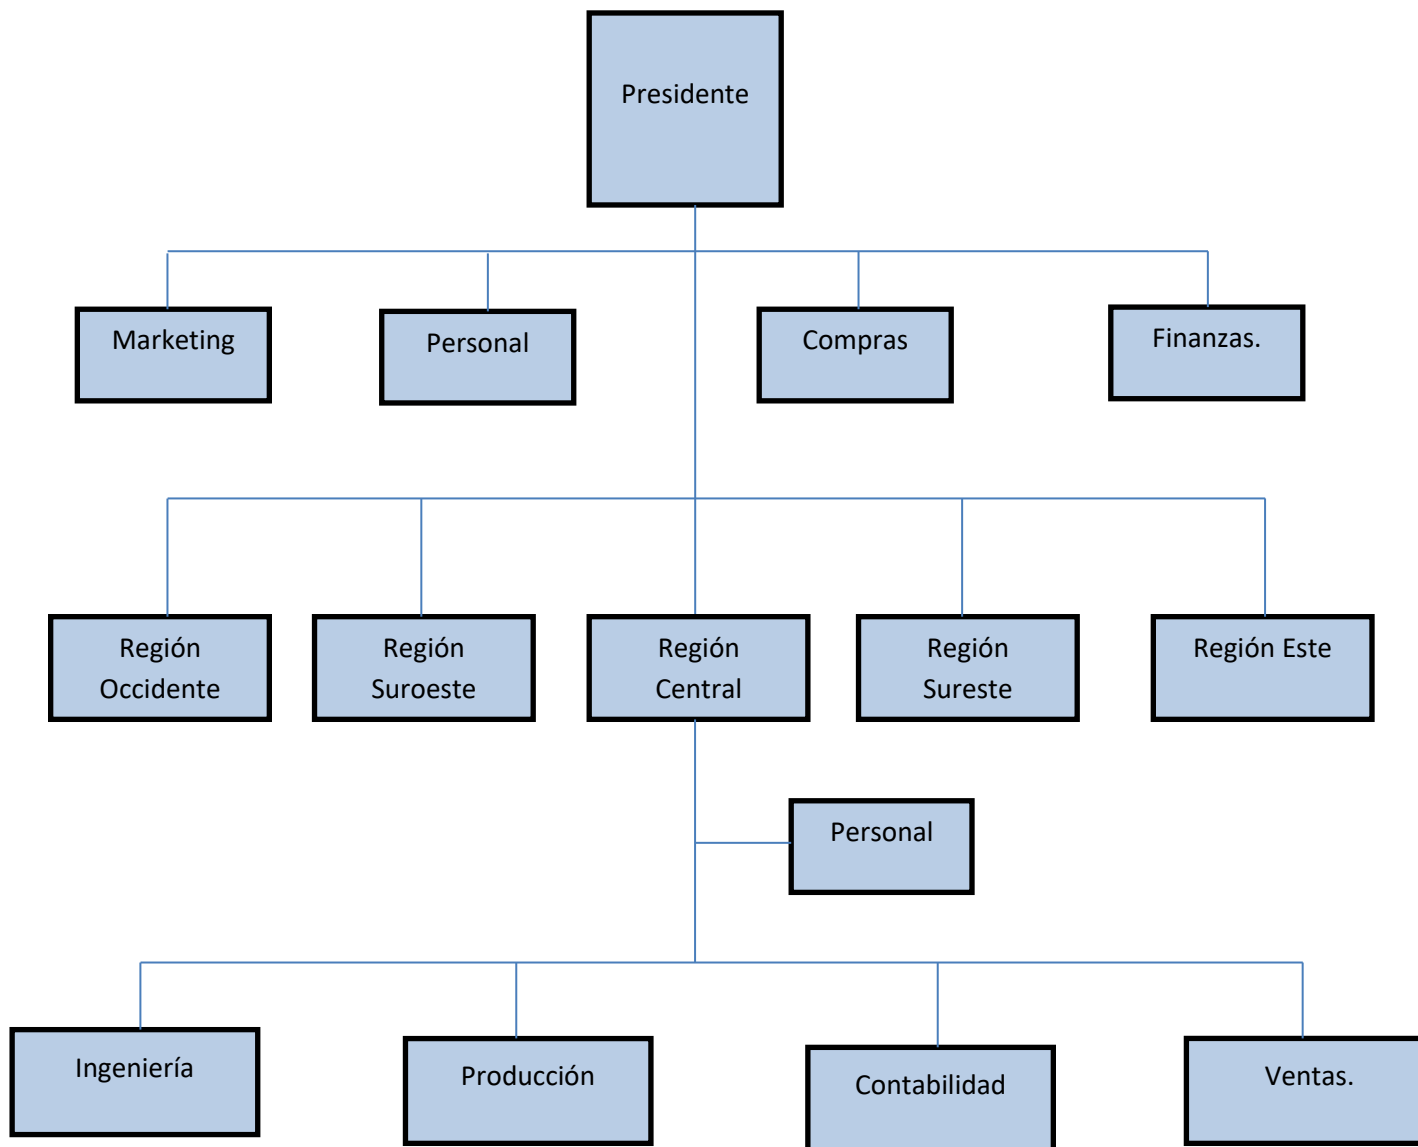 Presidente
Marketing
Personal
Compras
Finanzas.
Región
Occidente
Región
Suroeste
Región
Central
Región
Sureste
Región Este
Personal
Ingeniería
Producción
Contabilidad
Ventas.